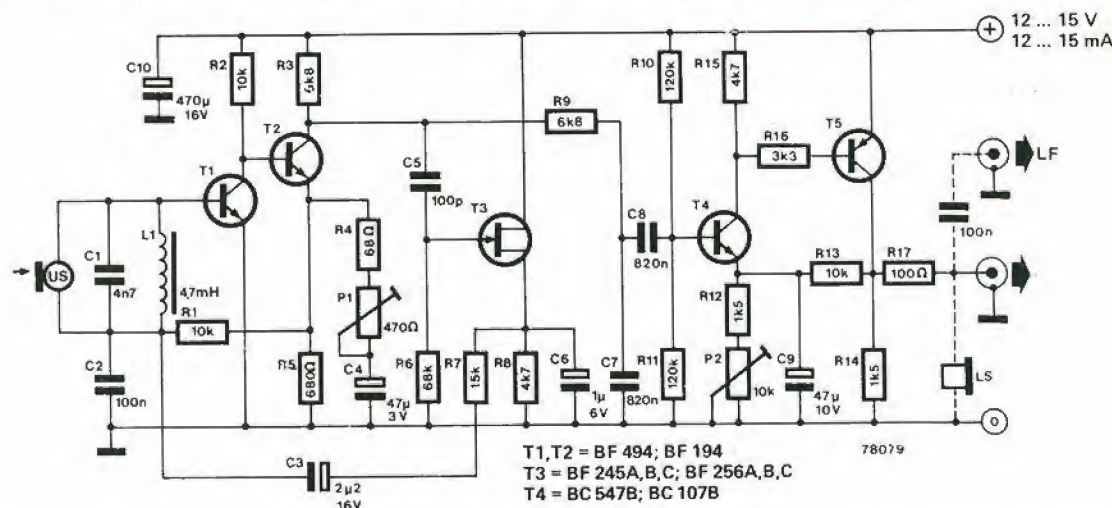 12 ... 15 V
12 ... 15 mA
C10
470µ
16V
R2
10k
R3
6k8
T2
T1
C5
100p
R9
6k8
T3
R10
120k
R15
4k7
T5
R16
3k3
T4
C8
820n
LF
100n
US
C1
4n7
L1
4,7mH
R1
10k
C2
100n
R4
68Ω
P1
470Ω
R5
680Ω
C4
47µ
3V
R6
68k
R7
15k
R8
4k7
C6
1µ
6V
C7
820n
R11
120k
R12
1k5
P2
10k
R13
10k
R17
100Ω
C9
47µ
10V
R14
1k5
LS
0
C3
2µ2
16V
T1,T2 = BF 494; BF 194
T3 = BF 245A,B,C; BF 256A,B,C
T4 = BC 547B; BC 107B
78079